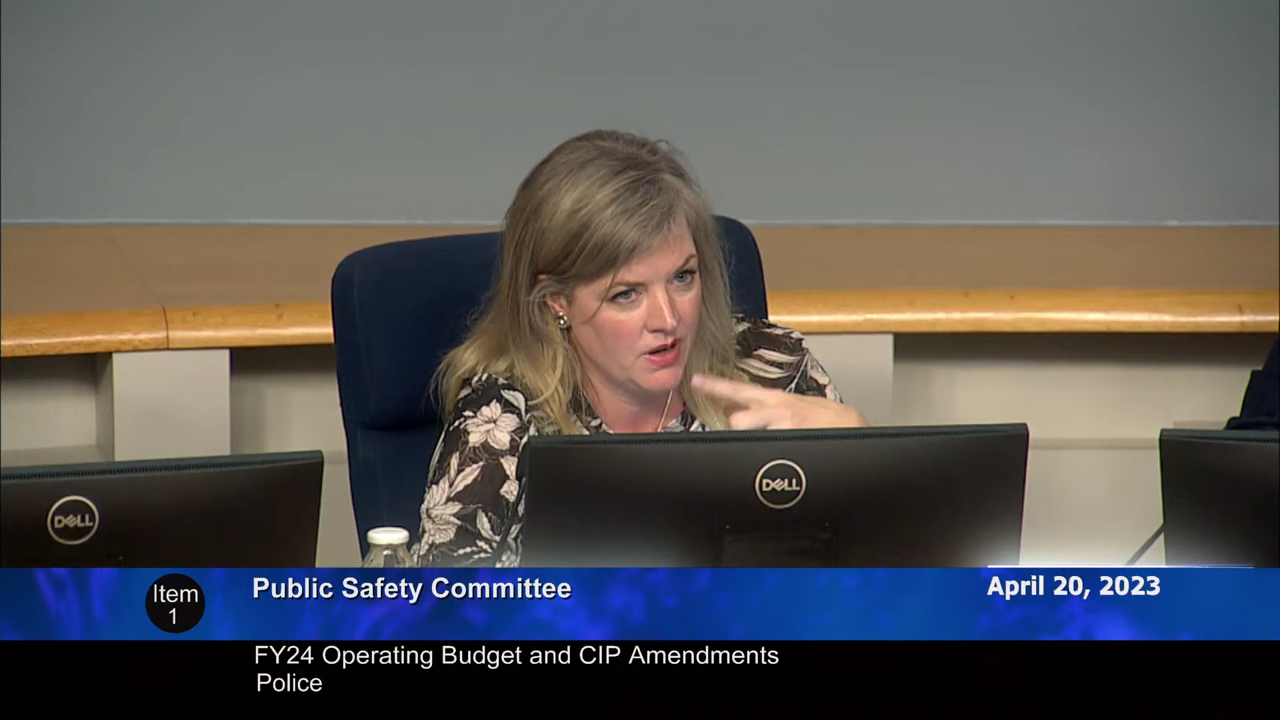 DELL
DELL
Item
1
Public Safety Committee
April 20, 2023
FY24 Operating Budget and CIP Amendments
Police